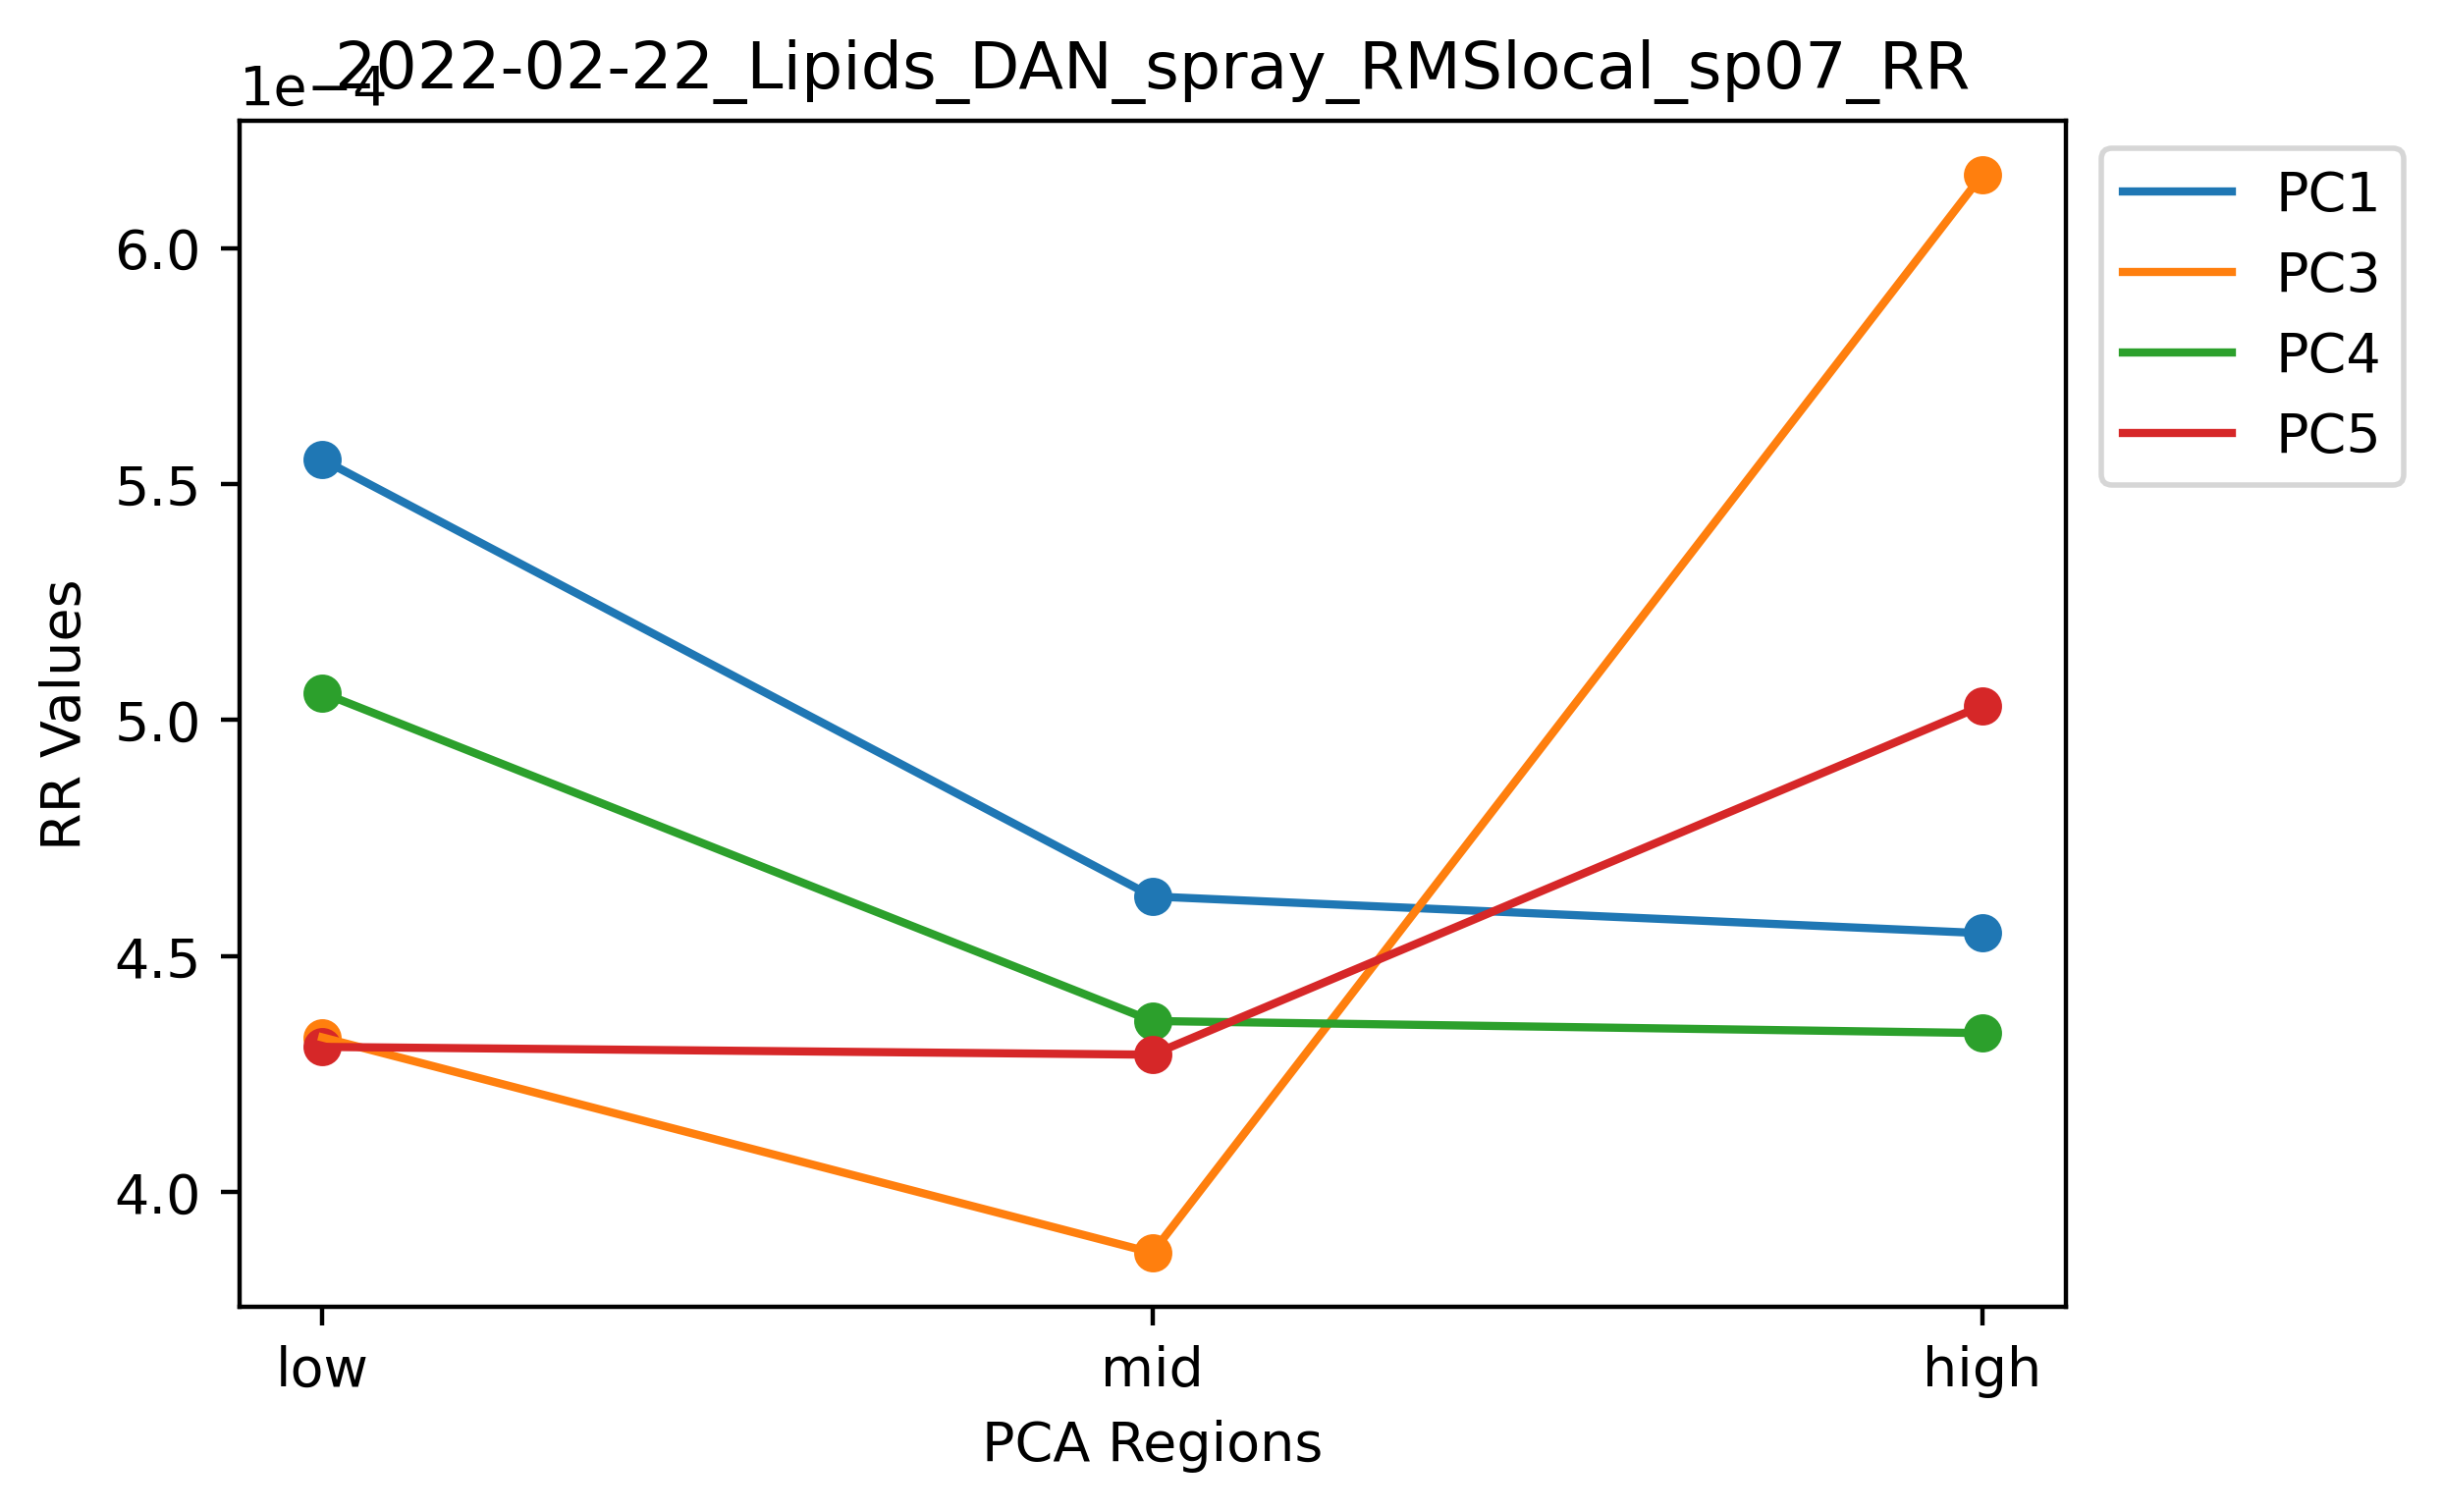 2022-02-22_Lipids_DAN_spray_RMSlocal_sp07_RR
1e−4
6.0
5.5
5.0
4.5
4.0
RR Values
low
mid
high
PCA Regions
PC1
PC3
PC4
PC5